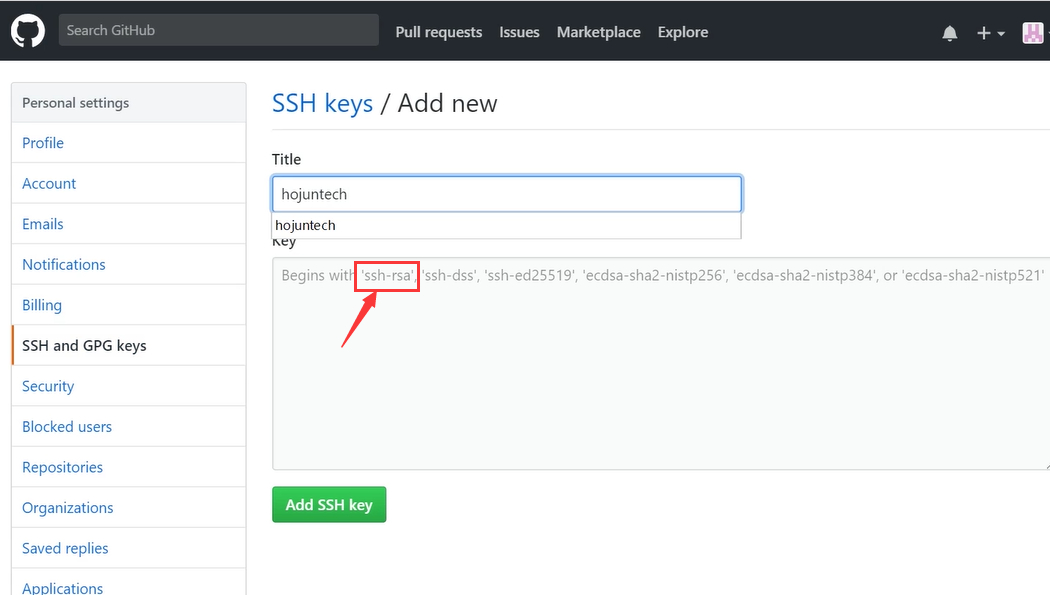 Search GitHub
Pull requests Issues Marketplace Explore
Personal settings
Profile
Account
Emails
Notifications
Billing
SSH and GPG keys
Security
Blocked users
Repositories
Organizations
Saved replies
Applications
SSH keys / Add new
Title
hojuntech
hojuntech
Key
Begins with 'ssh-rsa', 'ssh-dss', 'ssh-ed25519', 'ecdsa-sha2-nistp256', 'ecdsa-sha2-nistp384', or 'ecdsa-sha2-nistp521'
Add SSH key